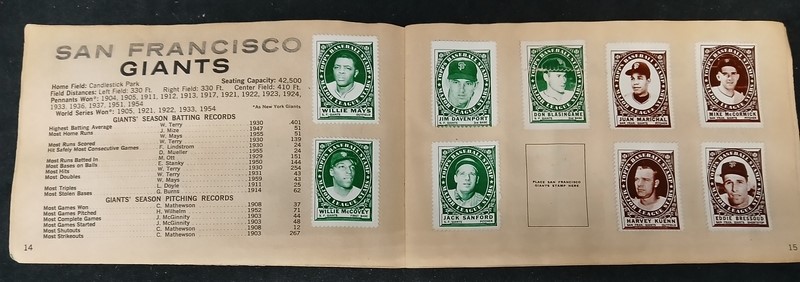 SAN FRANCISCO
GIANTS
Home Field: Candlestick Park Seating Capacity: 42,500
Field Distances: Left Field: 330 Ft. Right Field: 330 Ft. Center Field: 410 Ft.
Pennants Won*: 1904, 1905, 1911, 1912, 1913, 1917, 1921, 1922, 1923, 1924,
1933, 1936, 1937, 1951, 1954
*As New York Giants
World Series Won*: 1905, 1921, 1922, 1933, 1954
GIANTS' SEASON BATTING RECORDS
Highest Batting Average W. Terry 1930 .401
Most Home Runs J. Mize 1947 51
W. Mays 1955 51
Most Runs Scored W. Terry 1930 139
Hit Safely Most Consecutive Games F. Lindstrom 1930 24
D. Mueller 1955 24
Most Runs Batted In M. Ott 1929 151
Most Bases on Balls E. Stanky 1950 144
Most Hits W. Terry 1930 254
Most Doubles W. Terry 1931 43
W. Mays 1959 43
Most Triples L. Doyle 1911 25
Most Stolen Bases G. Burns 1914 62
GIANTS' SEASON PITCHING RECORDS
Most Games Won C. Mathewson 1908 37
Most Games Pitched H. Wilhelm 1952 71
Most Complete Games J. McGinnity 1903 44
Most Games Started J. McGinnity 1903 48
Most Shutouts C. Mathewson 1908 12
Most Strikeouts C. Mathewson 1903 267
14
TOPPS BASEBALL STAMPS
WILLIE MAYS
WILLIE McCOVEY
TOPPS BASEBALL STAMPS
JIM DAVENPORT
DON BLASINGAME
JUAN MARICHAL
MIKE McCORMICK
JACK SANFORD
PLACE SAN FRANCISCO
GIANTS STAMP HERE
HARVEY KUENN
EDDIE BRESSOUD
15